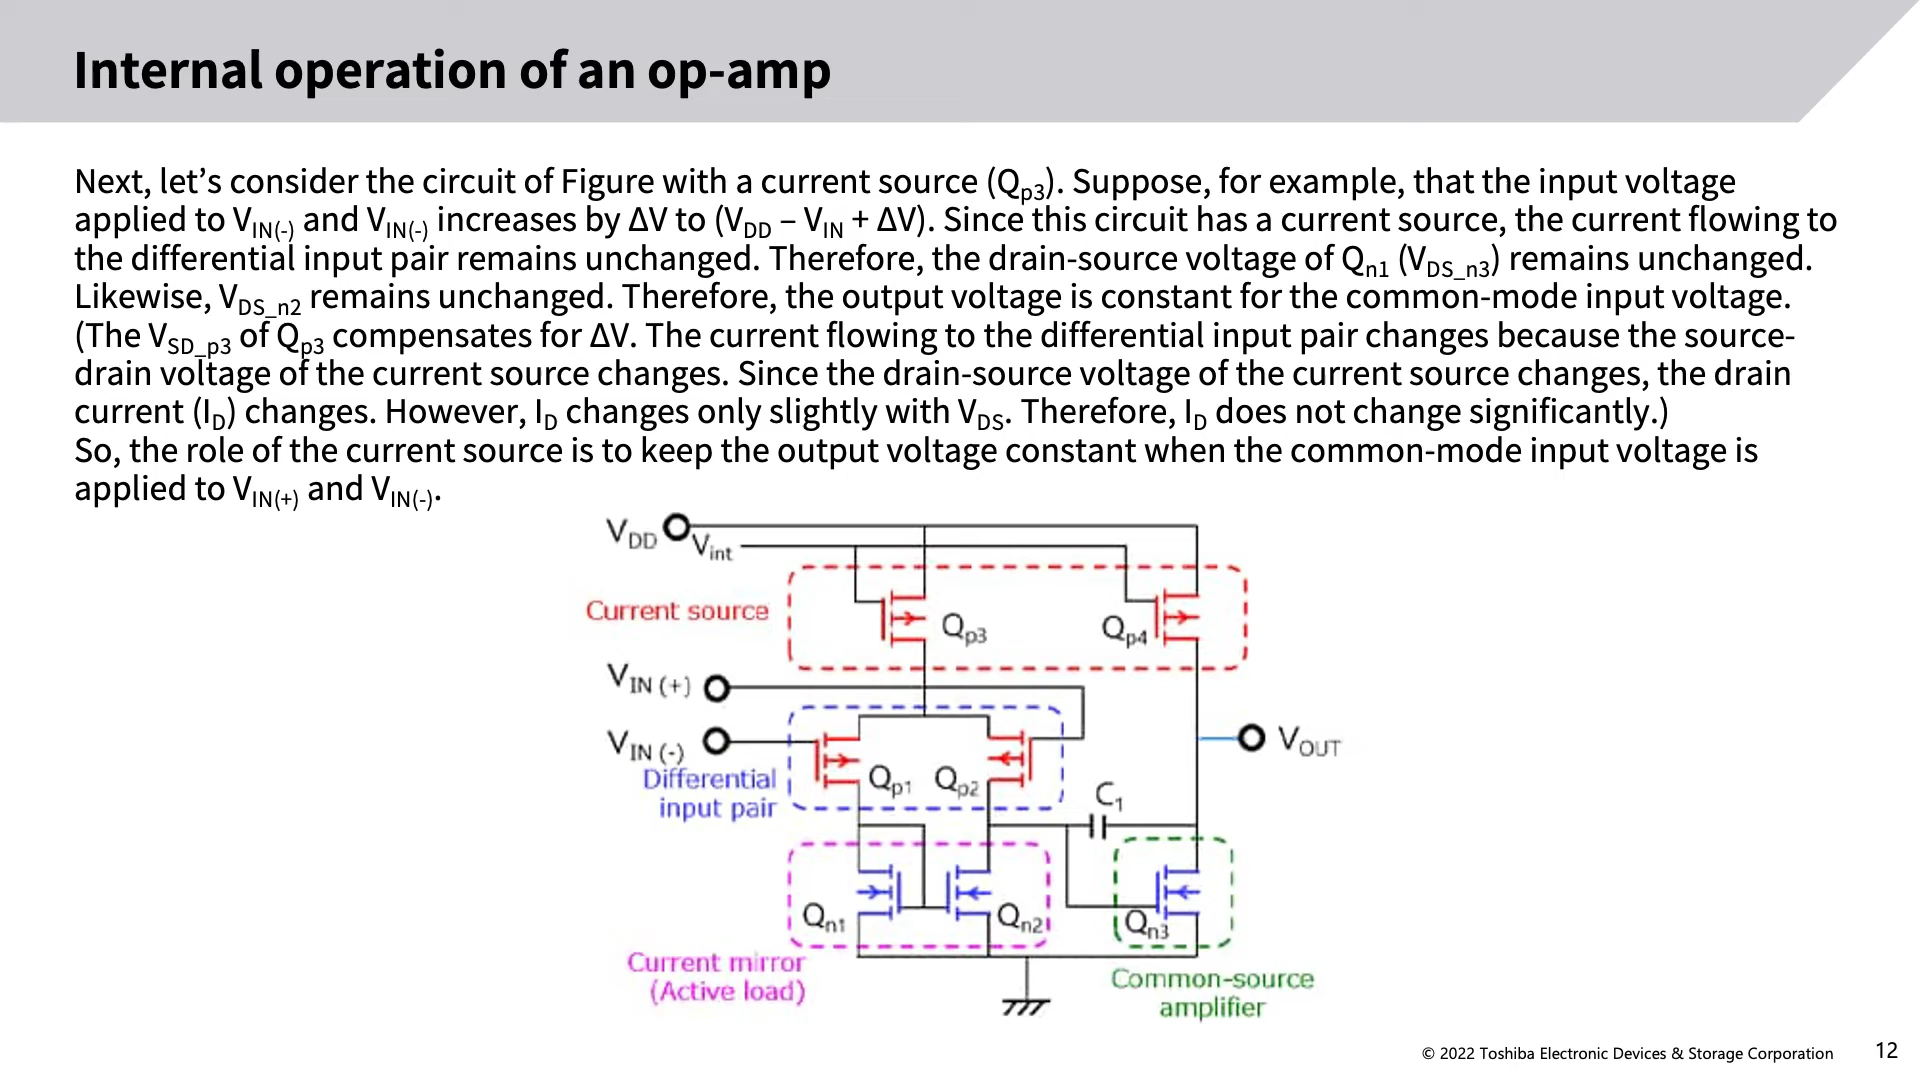 Internal operation of an op-amp
Next, let’s consider the circuit of Figure with a current source (Qp3). Suppose, for example, that the input voltage
applied to VIN(-) and VIN(-) increases by ΔV to (VDD – VIN + ΔV). Since this circuit has a current source, the current flowing to
the differential input pair remains unchanged. Therefore, the drain-source voltage of Qn1 (VDS_n3) remains unchanged.
Likewise, VDS_n2 remains unchanged. Therefore, the output voltage is constant for the common-mode input voltage.
(The VSD_p3 of Qp3 compensates for ΔV. The current flowing to the differential input pair changes because the source-
drain voltage of the current source changes. Since the drain-source voltage of the current source changes, the drain
current (ID) changes. However, ID changes only slightly with VDS. Therefore, ID does not change significantly.)
So, the role of the current source is to keep the output voltage constant when the common-mode input voltage is
applied to VIN(+) and VIN(-).
VDD
Vint
Current source
Qp3
Qp4
VIN (+)
VIN (-)
VOUT
Differential
input pair
Qp1
Qp2
C1
Qn1
Qn2
Qn3
Current mirror
(Active load)
Common-source
amplifier
© 2022 Toshiba Electronic Devices & Storage Corporation
12